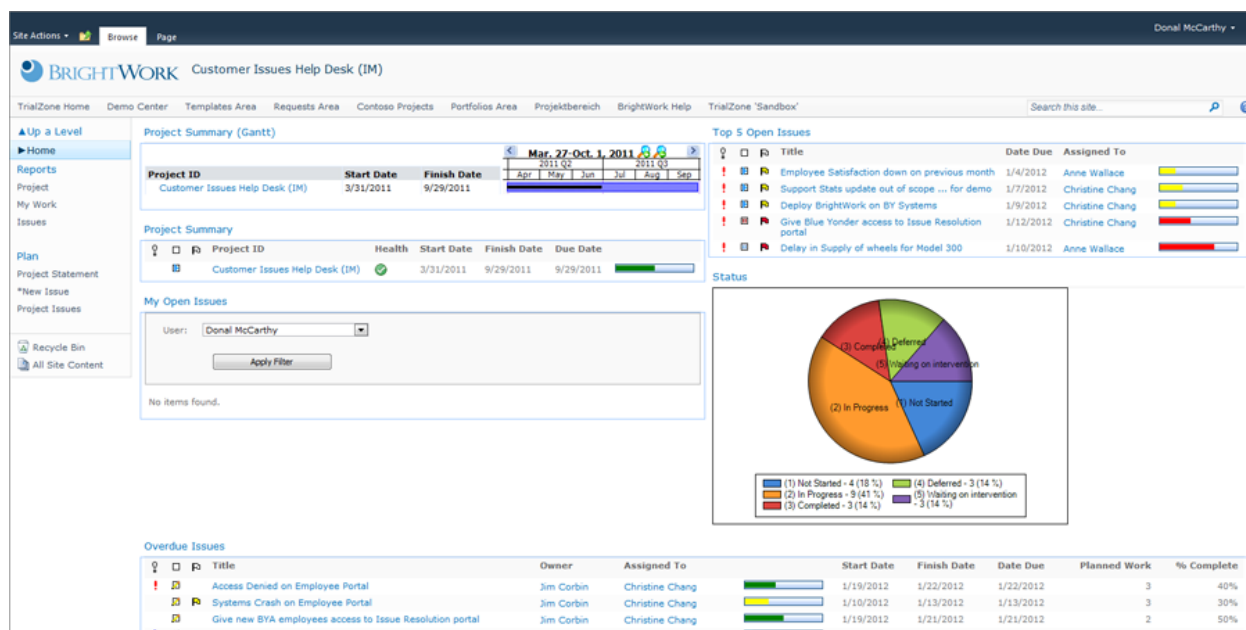 Donal McCarthy
Site Actions Browse Page
BRIGHTWORK Customer Issues Help Desk (IM)
TrialZone Home Demo Center Templates Area Requests Area Contoso Projects Portfolios Area Projektbereich BrightWork Help TrialZone 'Sandbox' Search this site...
Up a Level
Home
Reports
Project
My Work
Issues
Plan
Project Statement
*New Issue
Project Issues
Recycle Bin
All Site Content
Project Summary (Gantt)
Mar. 27-Oct. 1, 2011
2011 Q2 2011 Q3
Project ID Start Date Finish Date Apr May Jun Jul Aug Sep
Customer Issues Help Desk (IM) 3/31/2011 9/29/2011
Project Summary
Project ID Health Start Date Finish Date Due Date
Customer Issues Help Desk (IM) 3/31/2011 9/29/2011 9/29/2011
My Open Issues
User: Donal McCarthy
Apply Filter
No items found.
Top 5 Open Issues
Title Date Due Assigned To
Employee Satisfaction down on previous month 1/4/2012 Anne Wallace
Support Stats update out of scope ... for demo 1/7/2012 Christine Chang
Deploy BrightWork on BY Systems 1/9/2012 Christine Chang
Give Blue Yonder access to Issue Resolution 1/12/2012 Christine Chang
portal
Delay in Supply of wheels for Model 300 1/10/2012 Anne Wallace
Status
(3) Completed (4) Deferred
(5) Waiting on intervention
(2) In Progress (1) Not Started
(1) Not Started - 4 (18 %) (4) Deferred - 3 (14 %)
(2) In Progress - 9 (41 %) (5) Waiting on intervention
(3) Completed - 3 (14 %) - 3 (14 %)
Overdue Issues
Title Owner Assigned To Start Date Finish Date Date Due Planned Work % Complete
Access Denied on Employee Portal Jim Corbin Christine Chang 1/19/2012 1/22/2012 1/22/2012 3 40%
Systems Crash on Employee Portal Jim Corbin Christine Chang 1/10/2012 1/13/2012 1/13/2012 3 30%
Give new BYA employees access to Issue Resolution portal Jim Corbin Christine Chang 1/19/2012 1/21/2012 1/21/2012 2 50%